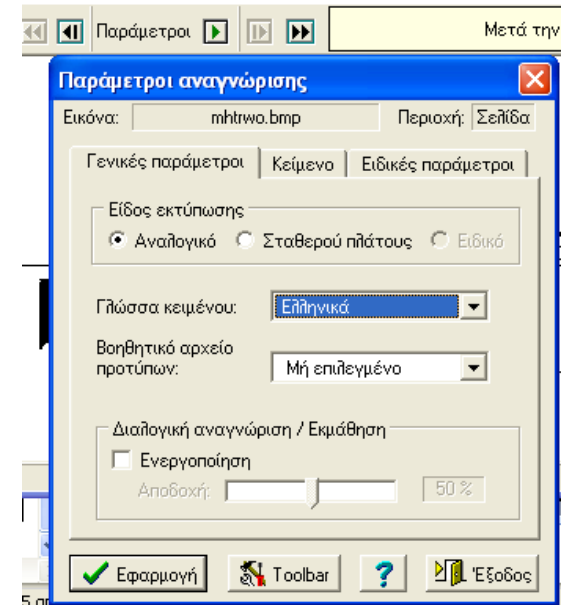 Παράμετροι
Μετά την
Παράμετροι αναγνώρισης
Εικόνα: mhtrwo.bmp Περιοχή: Σελίδα
Γενικές παράμετροι Κείμενο Ειδικές παράμετροι
Είδος εκτύπωσης
Αναλογικό Σταθερού πλάτους Ειδικό
Γλώσσα κειμένου: Ελληνικά
Βοηθητικό αρχείο
προτύπων: Μή επιλεγμένο
Διαλογική αναγνώριση / Εκμάθηση
Ενεργοποίηση
Αποδοχή: 50 %
Εφαρμογή Toolbar ? Έξοδος